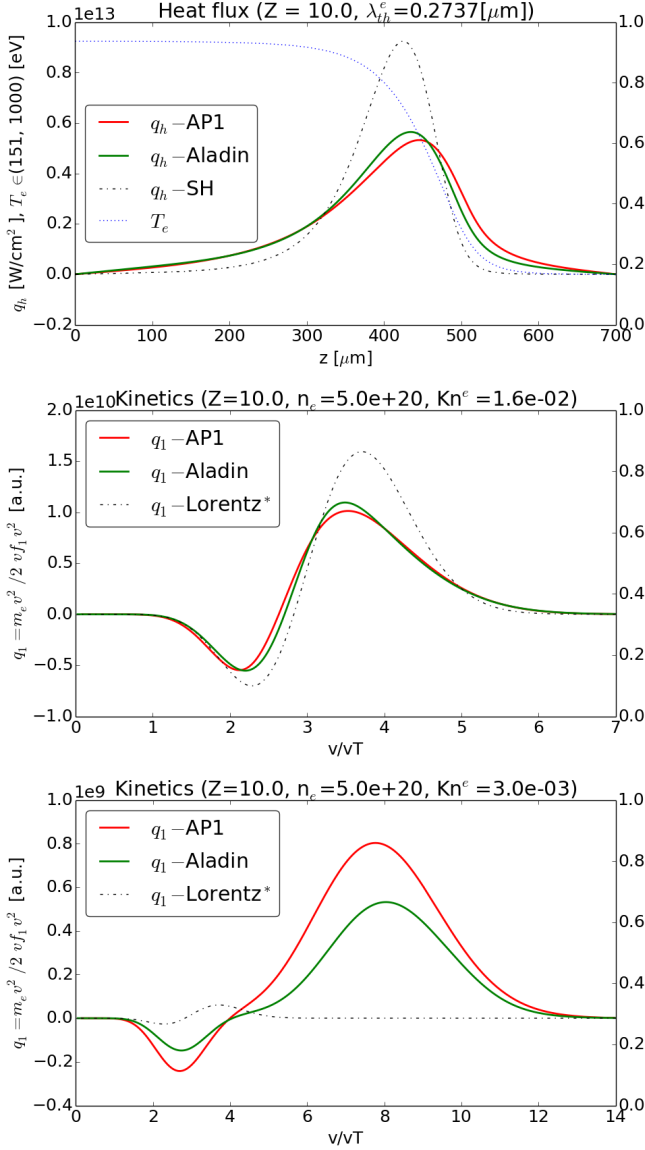 Heat flux (Z = 10.0, λ_th^e=0.2737[μm])
1e13
q_h [W/cm²], T_e ∈(151, 1000) [eV]
1.0
0.8
0.6
0.4
0.2
0.0
−0.2
q_h−AP1
q_h−Aladin
q_h−SH
T_e
1.0
0.8
0.6
0.4
0.2
0.0
0 100 200 300 400 500 600 700
z [μm]
1e10
Kinetics (Z=10.0, n_e=5.0e+20, Kn^e =1.6e-02)
q_1 =m_e v² /2 vf_1 v² [a.u.]
2.0
1.5
1.0
0.5
0.0
−0.5
−1.0
q_1−AP1
q_1−Aladin
q_1−Lorentz*
1.0
0.8
0.6
0.4
0.2
0.0
0 1 2 3 4 5 6 7
v/vT
1e9
Kinetics (Z=10.0, n_e=5.0e+20, Kn^e =3.0e-03)
q_1 =m_e v² /2 vf_1 v² [a.u.]
1.0
0.8
0.6
0.4
0.2
0.0
−0.2
−0.4
q_1−AP1
q_1−Aladin
q_1−Lorentz*
1.0
0.8
0.6
0.4
0.2
0.0
0 2 4 6 8 10 12 14
v/vT